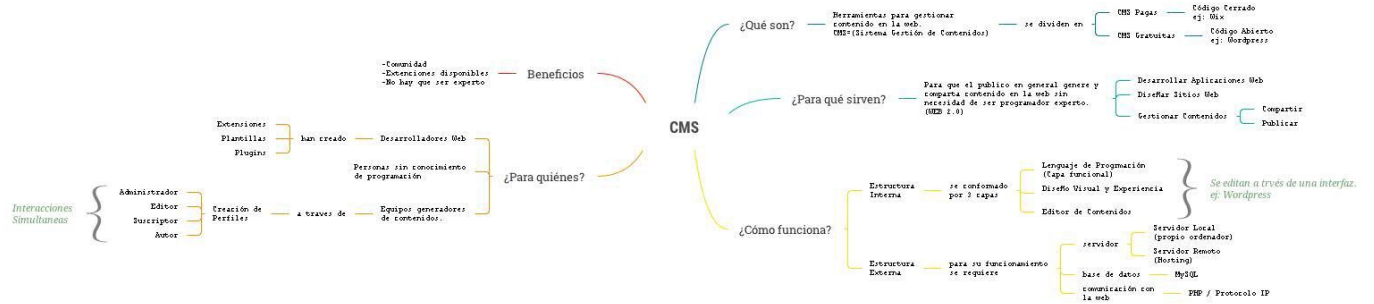 CMS
¿Qué son?
Herramientas para gestionar
contenido en la web.
CMS=(Sistema Gestión de Contenidos)
se dividen en
CMS Pagas
Código Cerrado
ej: Wix
CMS Gratuitas
Código Abierto
ej: Wordpress
¿Para qué sirven?
Para que el publico en general genere y
comparta contenido en la web sin
necesidad de ser programador experto.
(WEB 2.0)
Desarrollar Aplicaciones Web
Diseñar Sitios Web
Gestionar Contenidos
Compartir
Publicar
¿Cómo funciona?
Estructura
Interna
se conformado
por 2 capas
Lenguaje de Progrmación
(Capa funcional)
Diseño Visual y Experiencia
Editor de Contenidos
Se editan a trvés de una interfaz.
ej: Wordpress
Estructura
Externa
para su funcionamiento
se requiere
servidor
Servidor Local
(propio ordenador)
Servidor Remoto
(Hosting)
base de datos
MySQL
comunicación con
la web
PHP / Protocolo IP
Beneficios
-Comunidad
-Extenciones disponibles
-No hay que ser experto
¿Para quiénes?
Desarrolladores Web
han creado
Extensiones
Plantillas
Plugins
Personas sin conocimiento
de programación
Equipos generadores
de contenidos.
a traves de
Creación de
Perfiles
Administrador
Editor
Suscriptor
Autor
Interacciones
Simultaneas